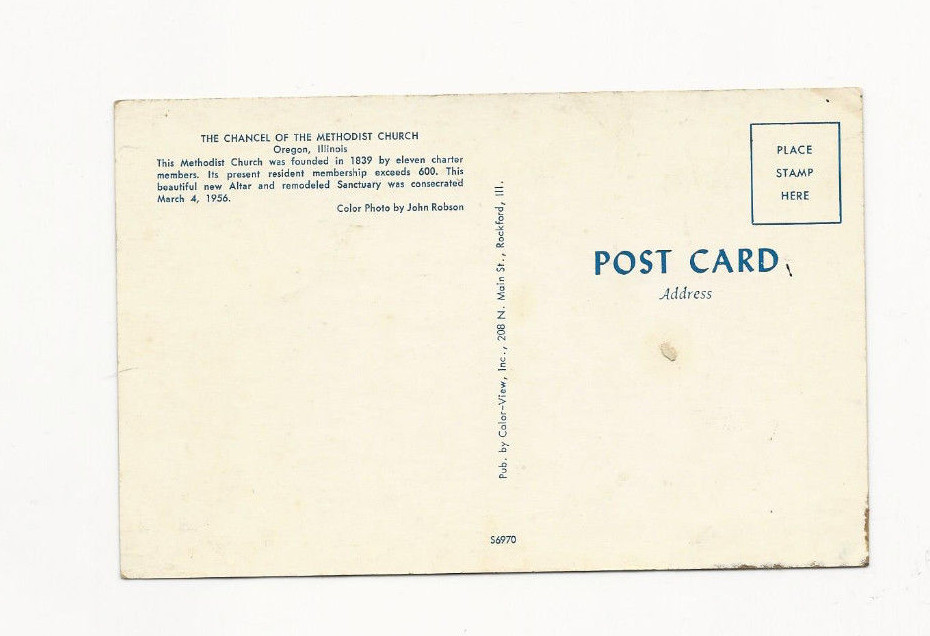 THE CHANCEL OF THE METHODIST CHURCH
Oregon, Illinois
This Methodist Church was founded in 1839 by eleven charter
members. Its present resident membership exceeds 600. This
beautiful new Altar and remodeled Sanctuary was consecrated
March 4, 1956.
Color Photo by John Robson
Pub. by Color-View, Inc., 208 N. Main St., Rockford, Ill.
S6970
PLACE
STAMP
HERE
POST CARD
Address